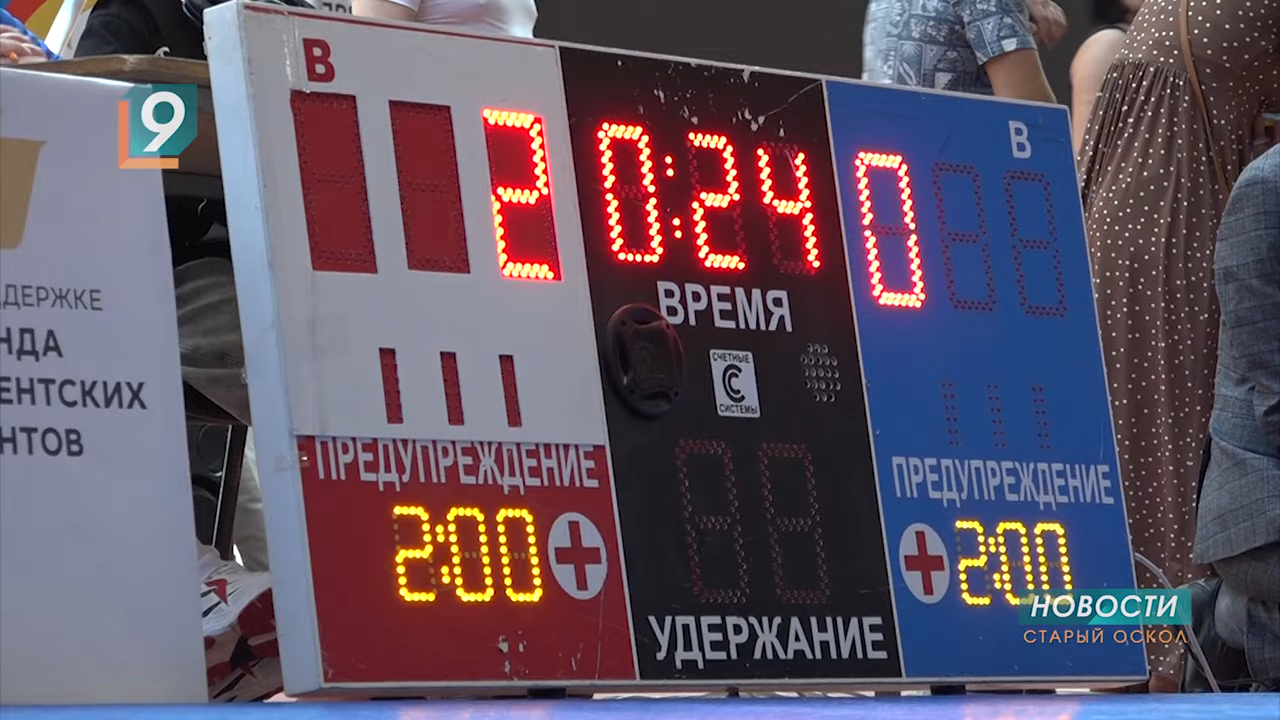 9
В
2
0:24
0
В
ВРЕМЯ
СЧЕТНЫЕ
С
СИСТЕМЫ
ПРЕДУПРЕЖДЕНИЕ
2:00
УДЕРЖАНИЕ
ПРЕДУПРЕЖДЕНИЕ
2:00
ДДЕРЖКЕ
НДА
ЕНТСКИХ
НТОВ
НОВОСТИ
СТАРЫЙ ОСКОЛ